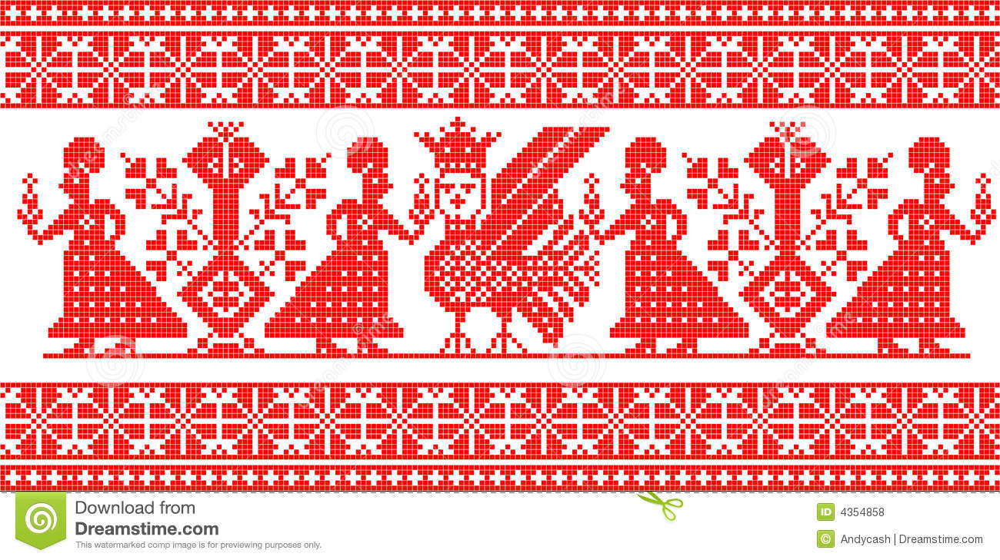 Download from
Dreamstime.com
This watermarked comp image is for previewing purposes only.
ID 4354858
© Andycash | Dreamstime.com